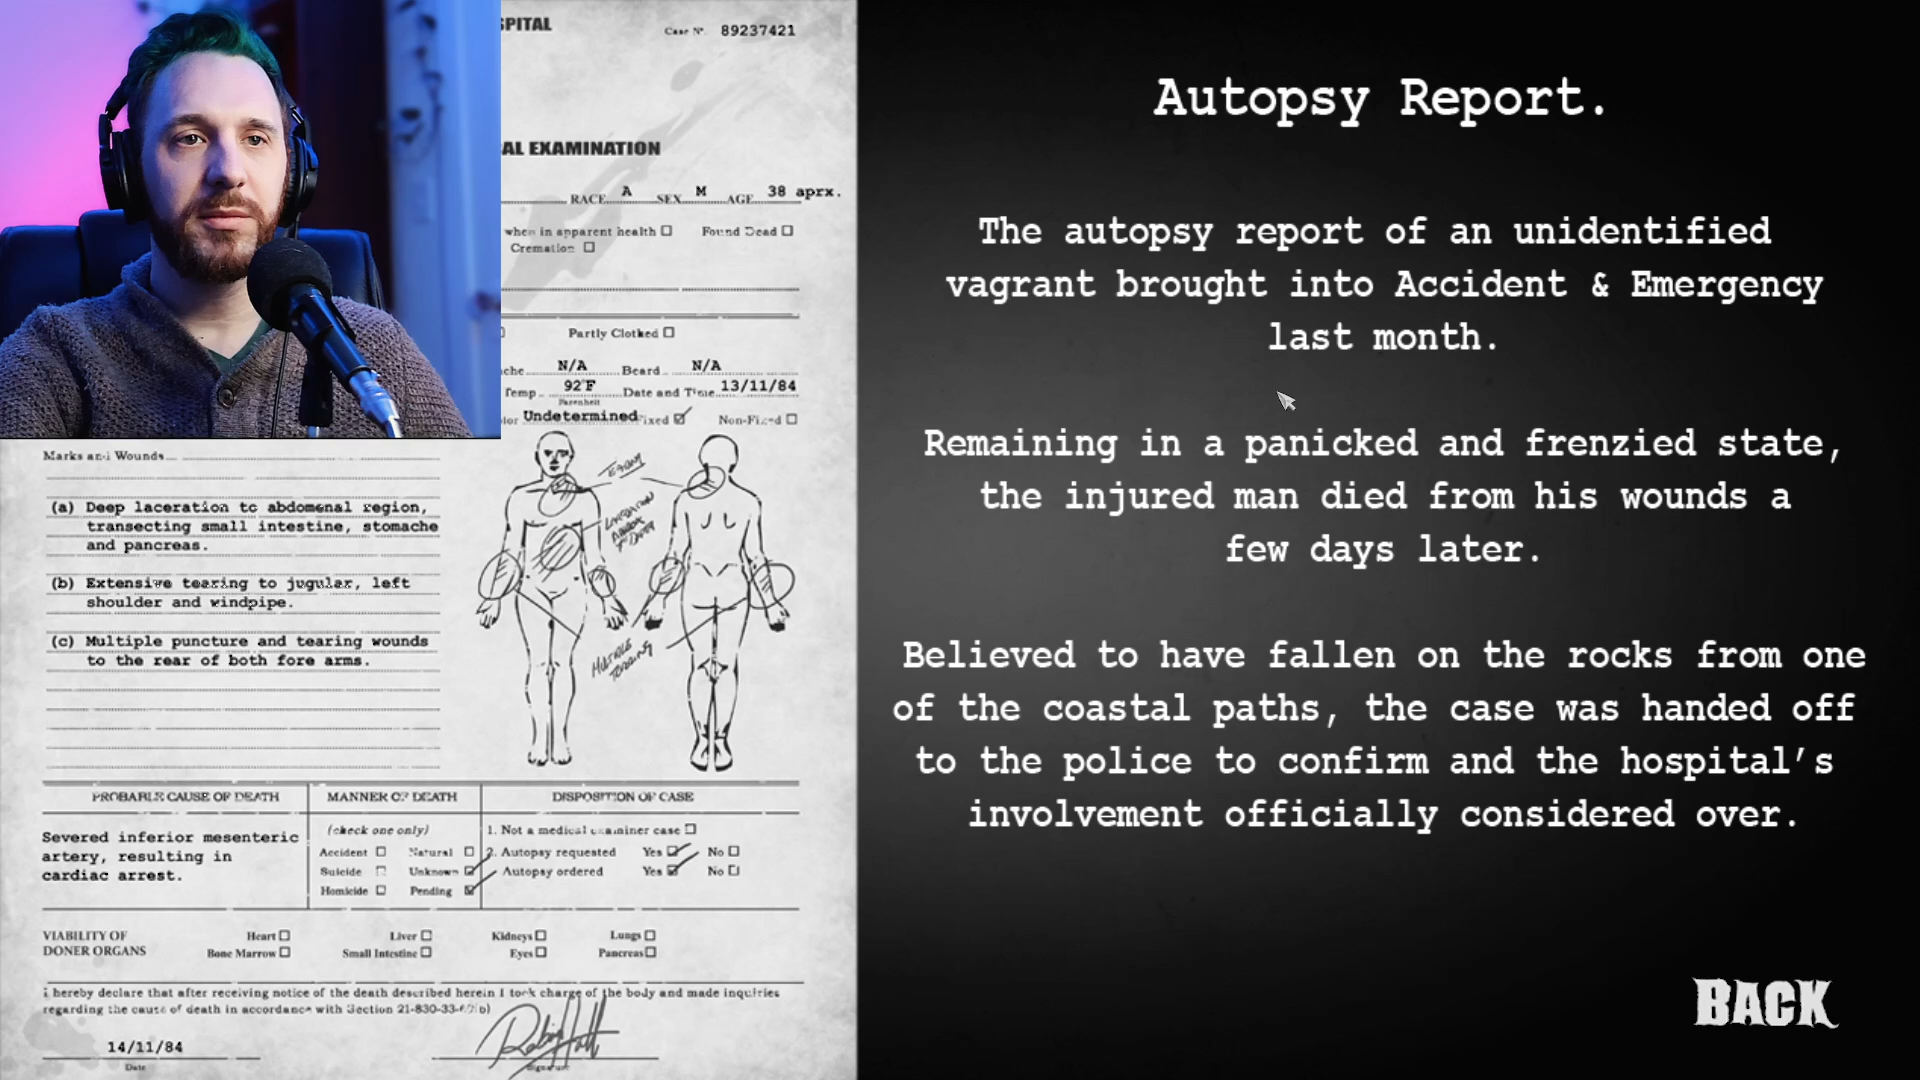 SPITAL
Case Nº. 89237421
AL EXAMINATION
RACE A SEX M AGE 38 aprx.
when in apparent health Found Dead
Cremation
Partly Clothed
che N/A Beard N/A
Temp 92°F Date and Time 13/11/84
Farenheit
lor Undetermined Fixed Non-Fixed
Marks and Wounds
(a) Deep laceration to abdomenal region,
transecting small intestine, stomache
and pancreas.
(b) Extensive tearing to jugular, left
shoulder and windpipe.
(c) Multiple puncture and tearing wounds
to the rear of both fore arms.
MULTIPLE
TEARING
PROBABLE CAUSE OF DEATH MANNER OF DEATH DISPOSITION OF CASE
Severed inferior mesenteric
artery, resulting in
cardiac arrest.
(check one only)
Accident Natural
Suicide Unknown
Homicide Pending
1. Not a medical examiner case
2. Autopsy requested Yes No
Autopsy ordered Yes No
VIABILITY OF
DONER ORGANS
Heart Liver Kidneys Lungs
Bone Marrow Small Intestine Eyes Pancreas
I hereby declare that after receiving notice of the death described herein I took charge of the body and made inquiries
regarding the cause of death in accordance with Section
14/11/84
Date
Signature
Autopsy Report.
The autopsy report of an unidentified
vagrant brought into Accident & Emergency
last month.
Remaining in a panicked and frenzied state,
the injured man died from his wounds a
few days later.
Believed to have fallen on the rocks from one
of the coastal paths, the case was handed off
to the police to confirm and the hospital's
involvement officially considered over.
BACK